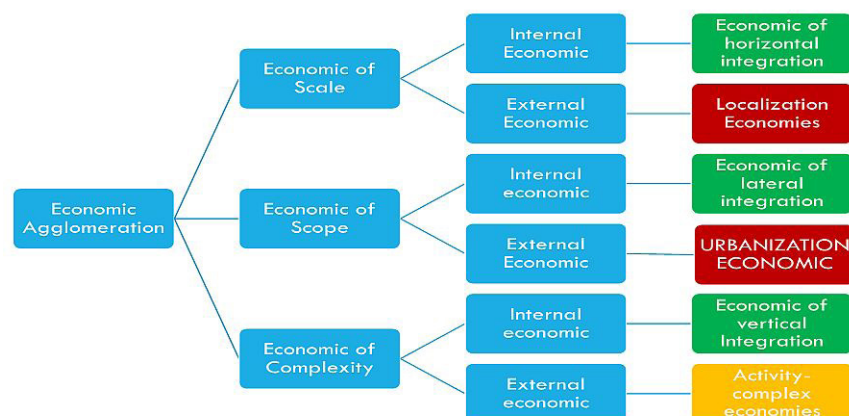 Economic
Agglomeration
Economic of
Scale
Internal
Economic
Economic of
horizontal
integration
External
Economic
Localization
Economies
Economic of
Scope
Internal
economic
Economic of
lateral
integration
External
Economic
URBANIZATION
ECONOMIC
Economic of
Complexity
Internal
economic
Economic of
vertical
Integration
External
economic
Activity-
complex
economies